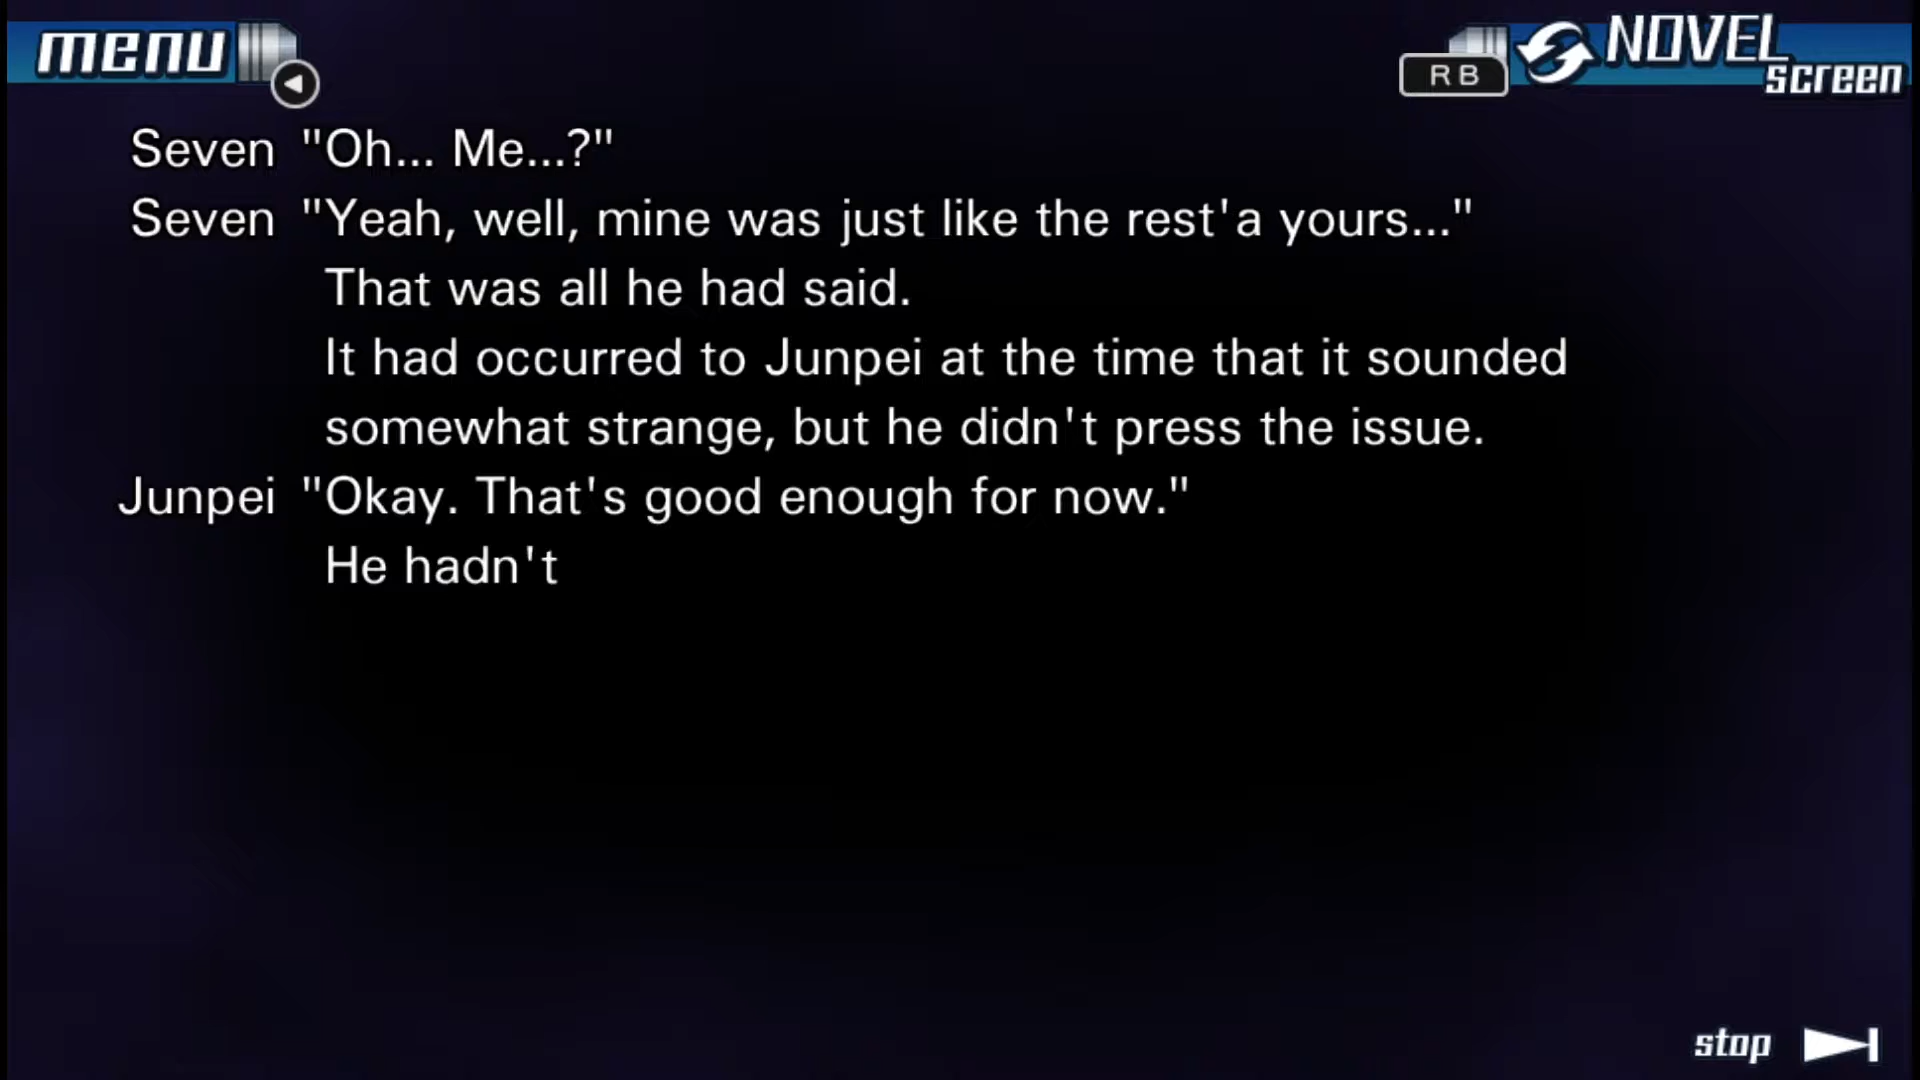 menu
RB
NOVEL
screen
Seven "Oh... Me...?"
Seven "Yeah, well, mine was just like the rest'a yours..."
That was all he had said.
It had occurred to Junpei at the time that it sounded
somewhat strange, but he didn't press the issue.
Junpei "Okay. That's good enough for now."
He hadn't
stop